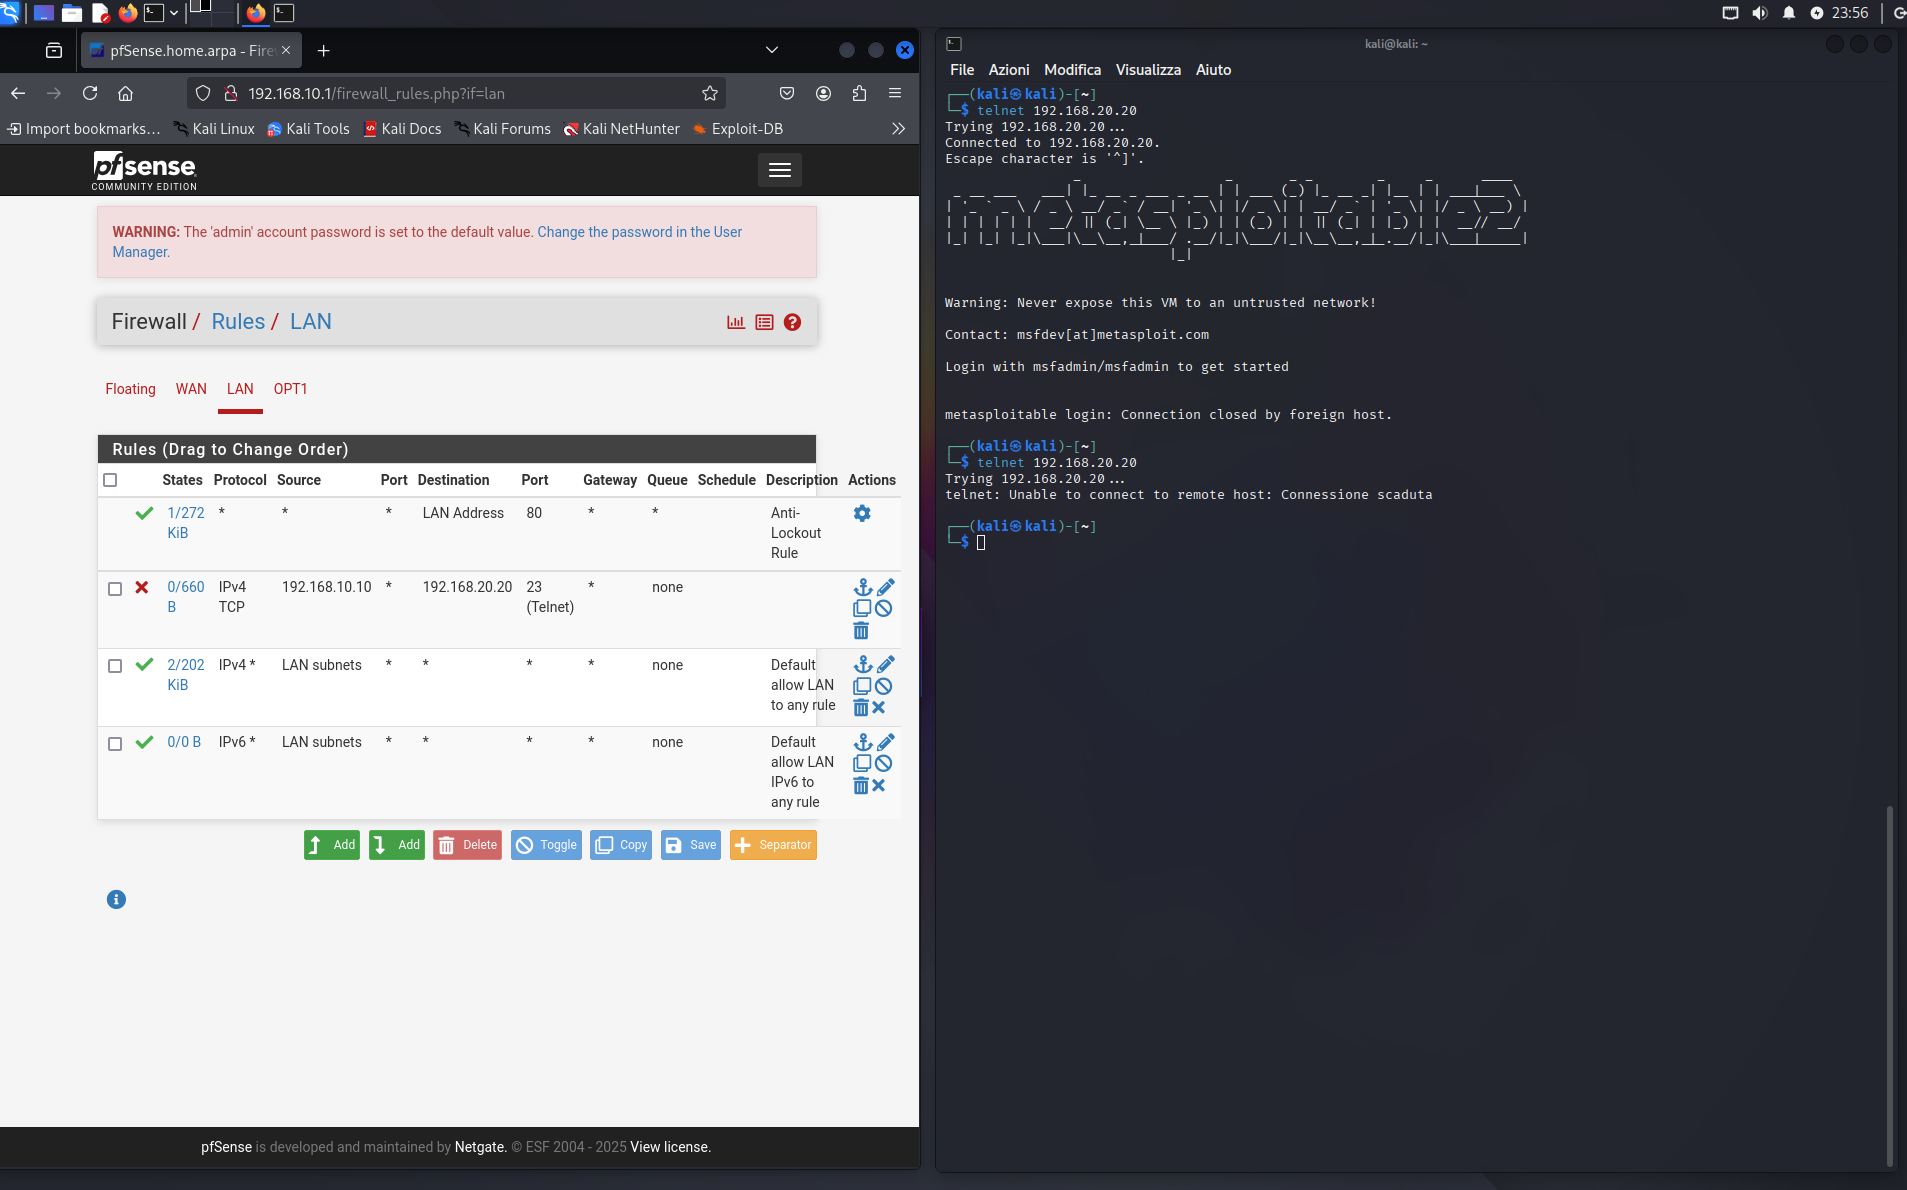 23:56
pfSense.home.arpa - Fire
192.168.10.1/firewall_rules.php?if=lan
Import bookmarks... Kali Linux Kali Tools Kali Docs Kali Forums Kali NetHunter Exploit-DB
pfsense
COMMUNITY EDITION
WARNING: The 'admin' account password is set to the default value. Change the password in the User
Manager.
Firewall / Rules / LAN
Floating WAN LAN OPT1
Rules (Drag to Change Order)
States Protocol Source Port Destination Port Gateway Queue Schedule Description Actions
1/272 * * * LAN Address 80 * * Anti-
KiB Lockout
Rule
0/660 IPv4 192.168.10.10 * 192.168.20.20 23 * none
B TCP (Telnet)
2/202 IPv4 * LAN subnets * * * * none Default
KiB allow LAN
to any rule
0/0 B IPv6 * LAN subnets * * * * none Default
allow LAN
IPv6 to
any rule
Add Add Delete Toggle Copy Save Separator
pfSense is developed and maintained by Netgate. © ESF 2004 - 2025 View license.
kali@kali: ~
File Azioni Modifica Visualizza Aiuto
┌──(kali㉿kali)-[~]
└─$ telnet 192.168.20.20
Trying 192.168.20.20...
Connected to 192.168.20.20.
Escape character is '^]'.
metasploitable2
Warning: Never expose this VM to an untrusted network!
Contact: msfdev[at]metasploit.com
Login with msfadmin/msfadmin to get started
metasploitable login: Connection closed by foreign host.
┌──(kali㉿kali)-[~]
└─$ telnet 192.168.20.20
Trying 192.168.20.20...
telnet: Unable to connect to remote host: Connessione scaduta
┌──(kali㉿kali)-[~]
└─$